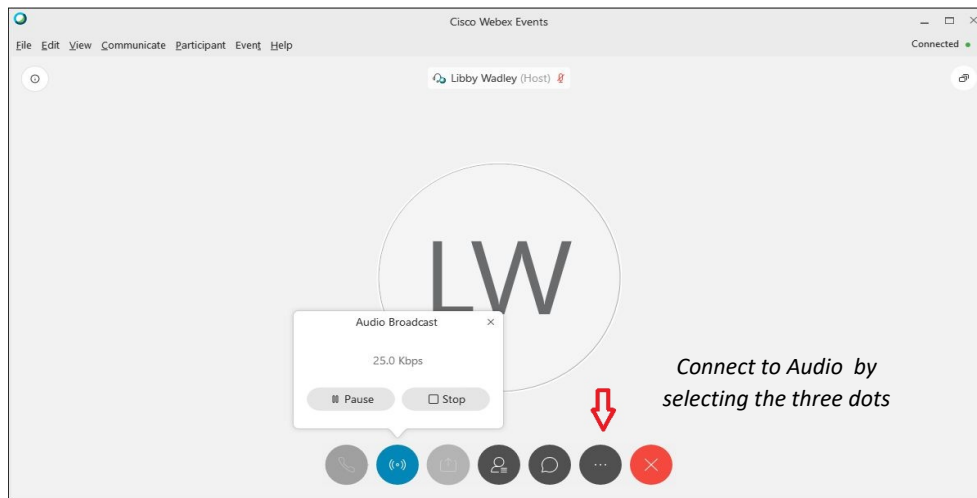 Cisco Webex Events
File Edit View Communicate Participant Event Help
Connected
Libby Wadley (Host)
LW
Audio Broadcast
25.0 Kbps
Pause Stop
Connect to Audio by
selecting the three dots